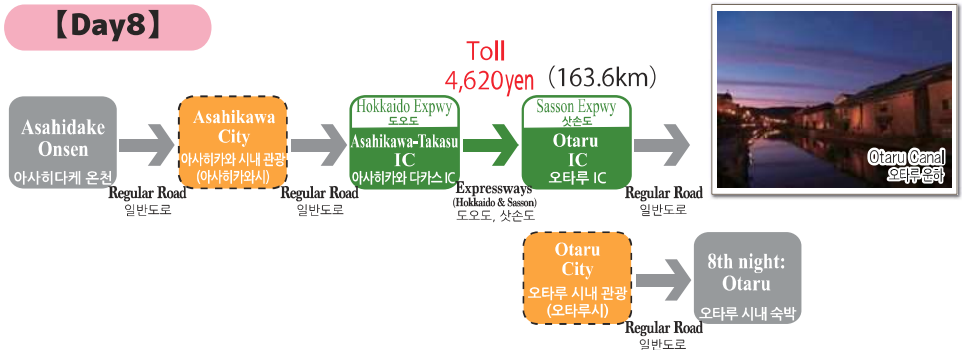 【Day8】
Toll
4,620yen
（163.6km）
Asahidake
Onsen
아사히다케 온천
Regular Road
일반도로
Asahikawa
City
아사히카와 시내 관광
(아사히카와시)
Regular Road
일반도로
Hokkaido Expwy
도오도
Asahikawa-Takasu
IC
아사히카와 다카스 IC
Expressways
(Hokkaido & Sasson)
도오도, 삿손도
Sasson Expwy
삿손도
Otaru
IC
오타루 IC
Regular Road
일반도로
Otaru Canal
오타루 운하
Otaru
City
오타루 시내 관광
(오타루시)
Regular Road
일반도로
8th night:
Otaru
오타루 시내 숙박